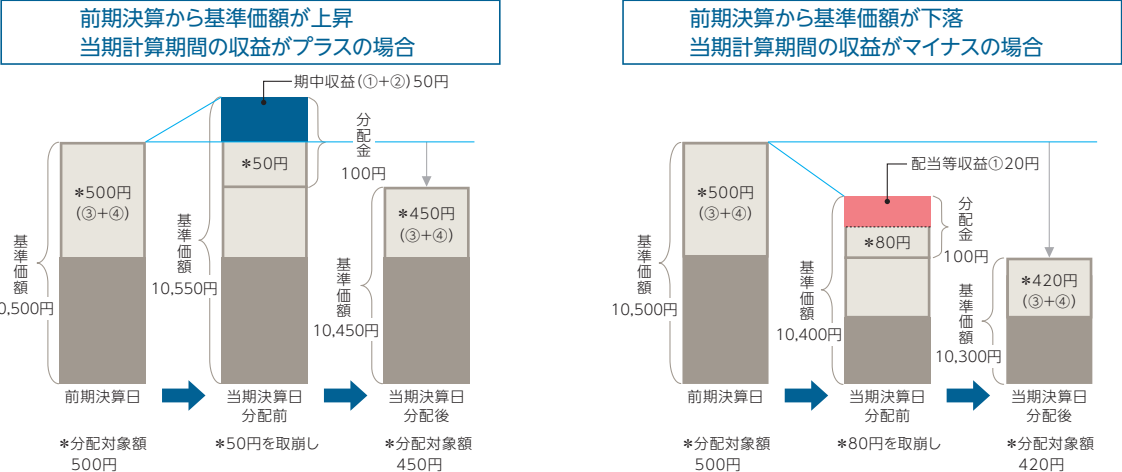 前期決算から基準価額が上昇
当期計算期間の収益がプラスの場合
期中収益(①+②)50円
分配金
100円
*50円
*500円
(③+④)
*450円
(③+④)
基準価額
0,500円
基準価額
10,550円
基準価額
10,450円
前期決算日
当期決算日
分配前
当期決算日
分配後
*分配対象額
500円
*50円を取崩し
*分配対象額
450円
前期決算から基準価額が下落
当期計算期間の収益がマイナスの場合
配当等収益①20円
分配金
100円
*500円
(③+④)
*80円
*420円
(③+④)
基準価額
10,500円
基準価額
10,400円
基準価額
10,300円
前期決算日
当期決算日
分配前
当期決算日
分配後
*分配対象額
500円
*80円を取崩し
*分配対象額
420円